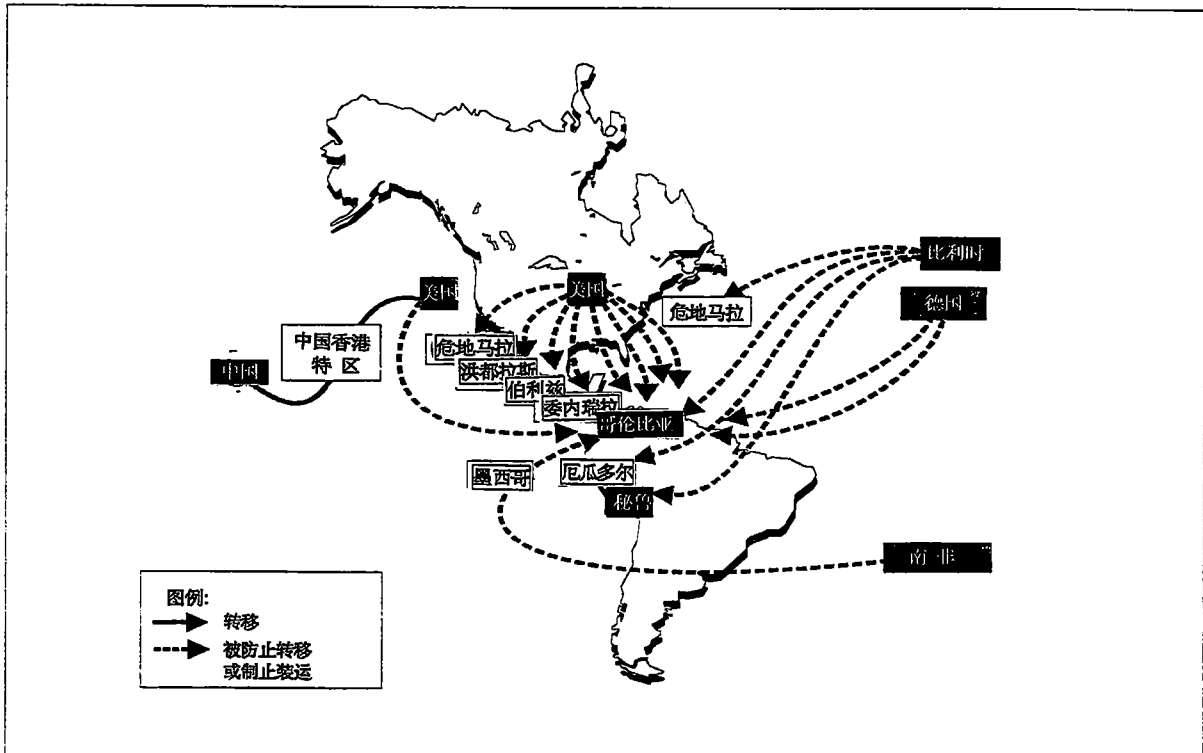 比利时
美国
美国
德国
危地马拉
中国香港
特 区
危地马拉
中国
洪都拉斯
伯利兹
委内瑞拉
哥伦比亚
墨西哥
厄瓜多尔
秘鲁
南 非
图例:
转移
被防止转移
或制止装运